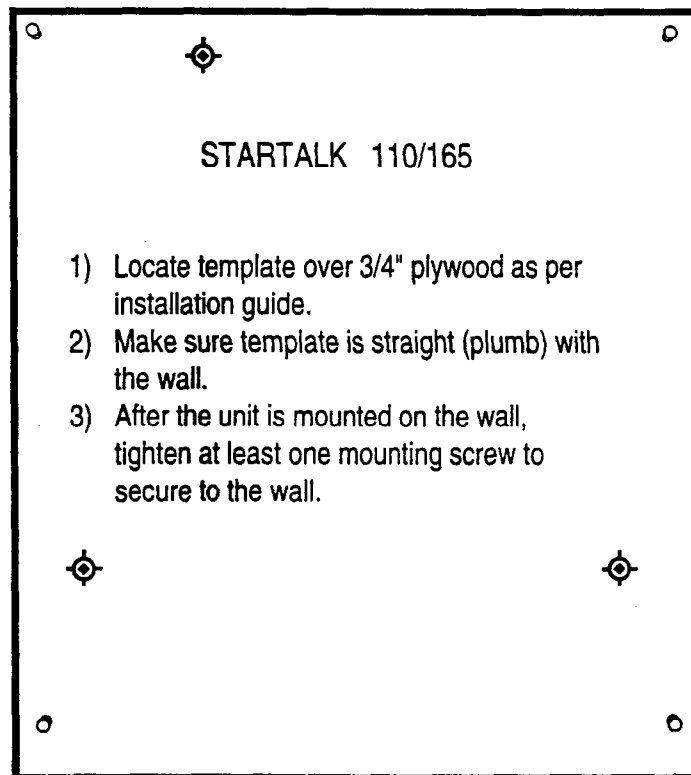 STARTALK 110/165
1) Locate template over 3/4" plywood as per
installation guide.
2) Make sure template is straight (plumb) with
the wall.
3) After the unit is mounted on the wall,
tighten at least one mounting screw to
secure to the wall.